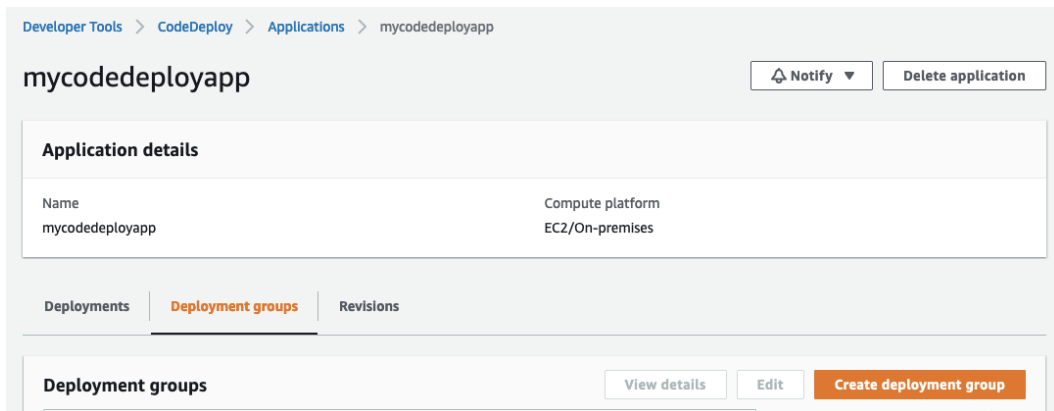 Developer Tools > CodeDeploy > Applications > mycodedeployapp
mycodedeployapp
Notify ▼
Delete application
Application details
Name
Compute platform
mycodedeployapp
EC2/On-premises
Deployments
Deployment groups
Revisions
Deployment groups
View details
Edit
Create deployment group